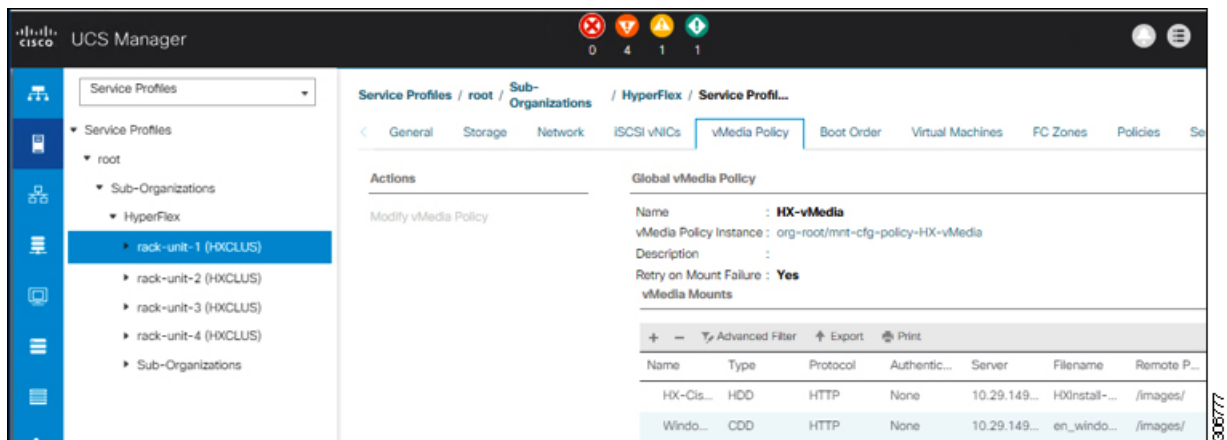 cisco UCS Manager
0 4 1 1
Service Profiles
Service Profiles
root
Sub-Organizations
HyperFlex
rack-unit-1 (HXCLUS)
rack-unit-2 (HXCLUS)
rack-unit-3 (HXCLUS)
rack-unit-4 (HXCLUS)
Sub-Organizations
Service Profiles / root / Sub-Organizations / HyperFlex / Service Profil...
General Storage Network iSCSI vNICs vMedia Policy Boot Order Virtual Machines FC Zones Policies Se
Actions
Modify vMedia Policy
Global vMedia Policy
Name : HX-vMedia
vMedia Policy Instance : org-root/mnt-cfg-policy-HX-vMedia
Description :
Retry on Mount Failure : Yes
vMedia Mounts
+ − Advanced Filter Export Print
Name Type Protocol Authentic... Server Filename Remote P...
HX-Cis... HDD HTTP None 10.29.149... HXInstall-... /images/
Windo... CDD HTTP None 10.29.149... en_windo... /images/
306777